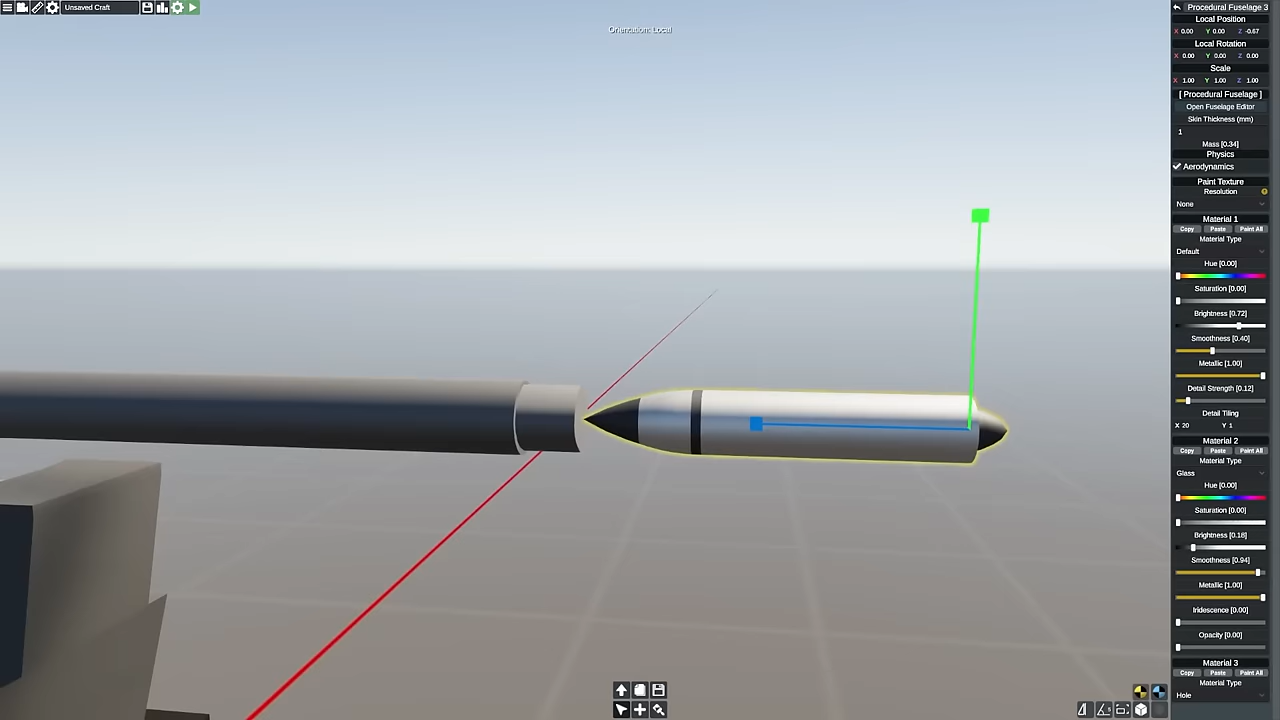 Unsaved Craft
Orientation: Local
Procedural Fuselage 3
Local Position
X 0.00 Y 0.00 Z -0.67
Local Rotation
X 0.00 Y 0.00 Z 0.00
Scale
X 1.00 Y 1.00 Z 1.00
[ Procedural Fuselage ]
Open Fuselage Editor
Skin Thickness (mm)
1
Mass [0.34]
Physics
Aerodynamics
Paint Texture
Resolution
None
Material 1
Copy Paste Paint All
Material Type
Default
Hue [0.00]
Saturation [0.00]
Brightness [0.72]
Smoothness [0.40]
Metallic [1.00]
Detail Strength [0.12]
Detail Tiling
X 20 Y 1
Material 2
Copy Paste Paint All
Material Type
Glass
Hue [0.00]
Saturation [0.00]
Brightness [0.18]
Smoothness [0.94]
Metallic [1.00]
Iridescence [0.00]
Opacity [0.00]
Material 3
Copy Paste Paint All
Material Type
Hole